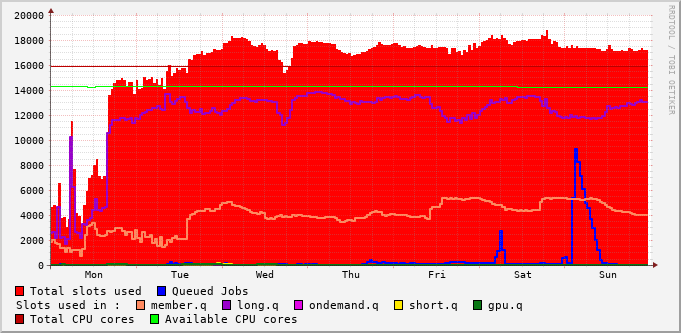 20000
18000
16000
14000
12000
10000
8000
6000
4000
2000
0
Mon Tue Wed Thu Fri Sat Sun
RRDTOOL / TOBI OETIKER
Total slots used Queued Jobs
Slots used in : member.q long.q ondemand.q short.q gpu.q
Total CPU cores Available CPU cores